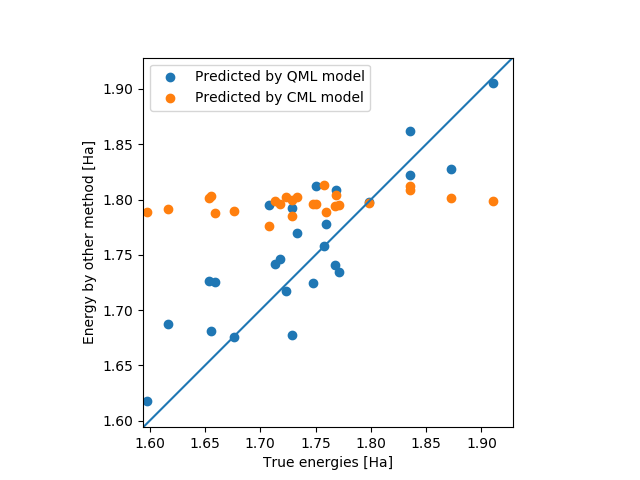 Predicted by QML model
Predicted by CML model
1.90
1.85
1.80
1.75
1.70
1.65
1.60
Energy by other method [Ha]
1.60 1.65 1.70 1.75 1.80 1.85 1.90
True energies [Ha]